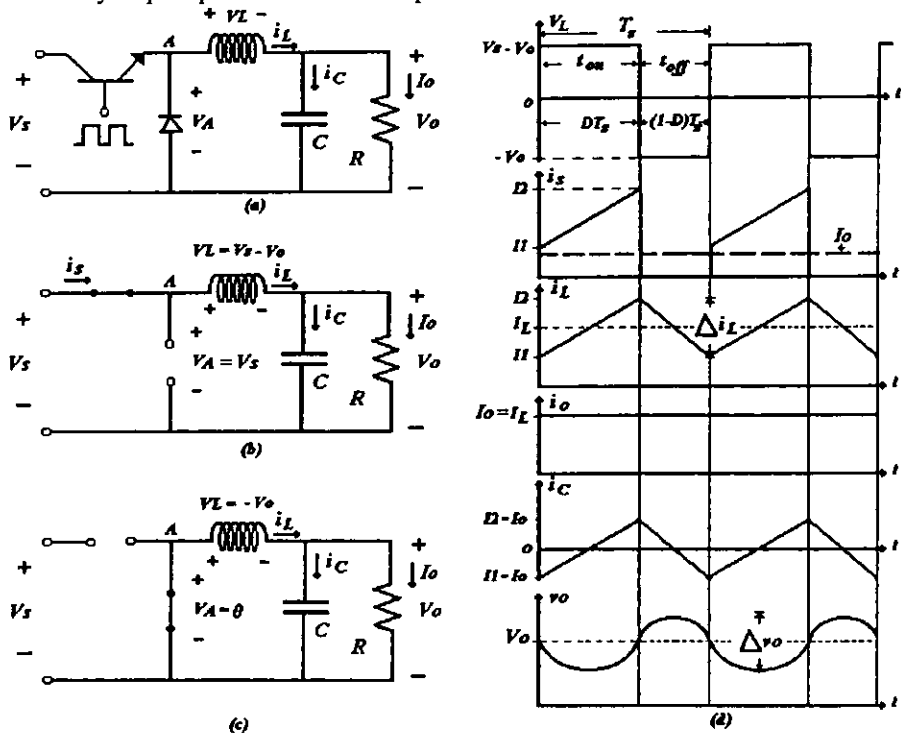 + VL -
A
iL
+
+
Vs
-
+
VA
-
iC
C
R
Io
Vo
-
(a)
VL = Vs - Vo
iS
A
iL
+ -
+
+
Vs
-
+
VA = Vs
-
iC
C
R
Io
Vo
-
(b)
VL = -Vo
A
iL
+ -
+
+
Vs
-
+
VA = θ
-
iC
C
R
Io
Vo
-
(c)
VL
Ts
Vs - Vo
ton
toff
t
0
DTs
(1-D)Ts
-Vo
iS
I2
I1
Io
t
iL
I2
IL
ΔiL
I1
t
io
Io = IL
t
iC
I2 - Io
0
t
I1 - Io
vo
Vo
Δvo
t
(d)